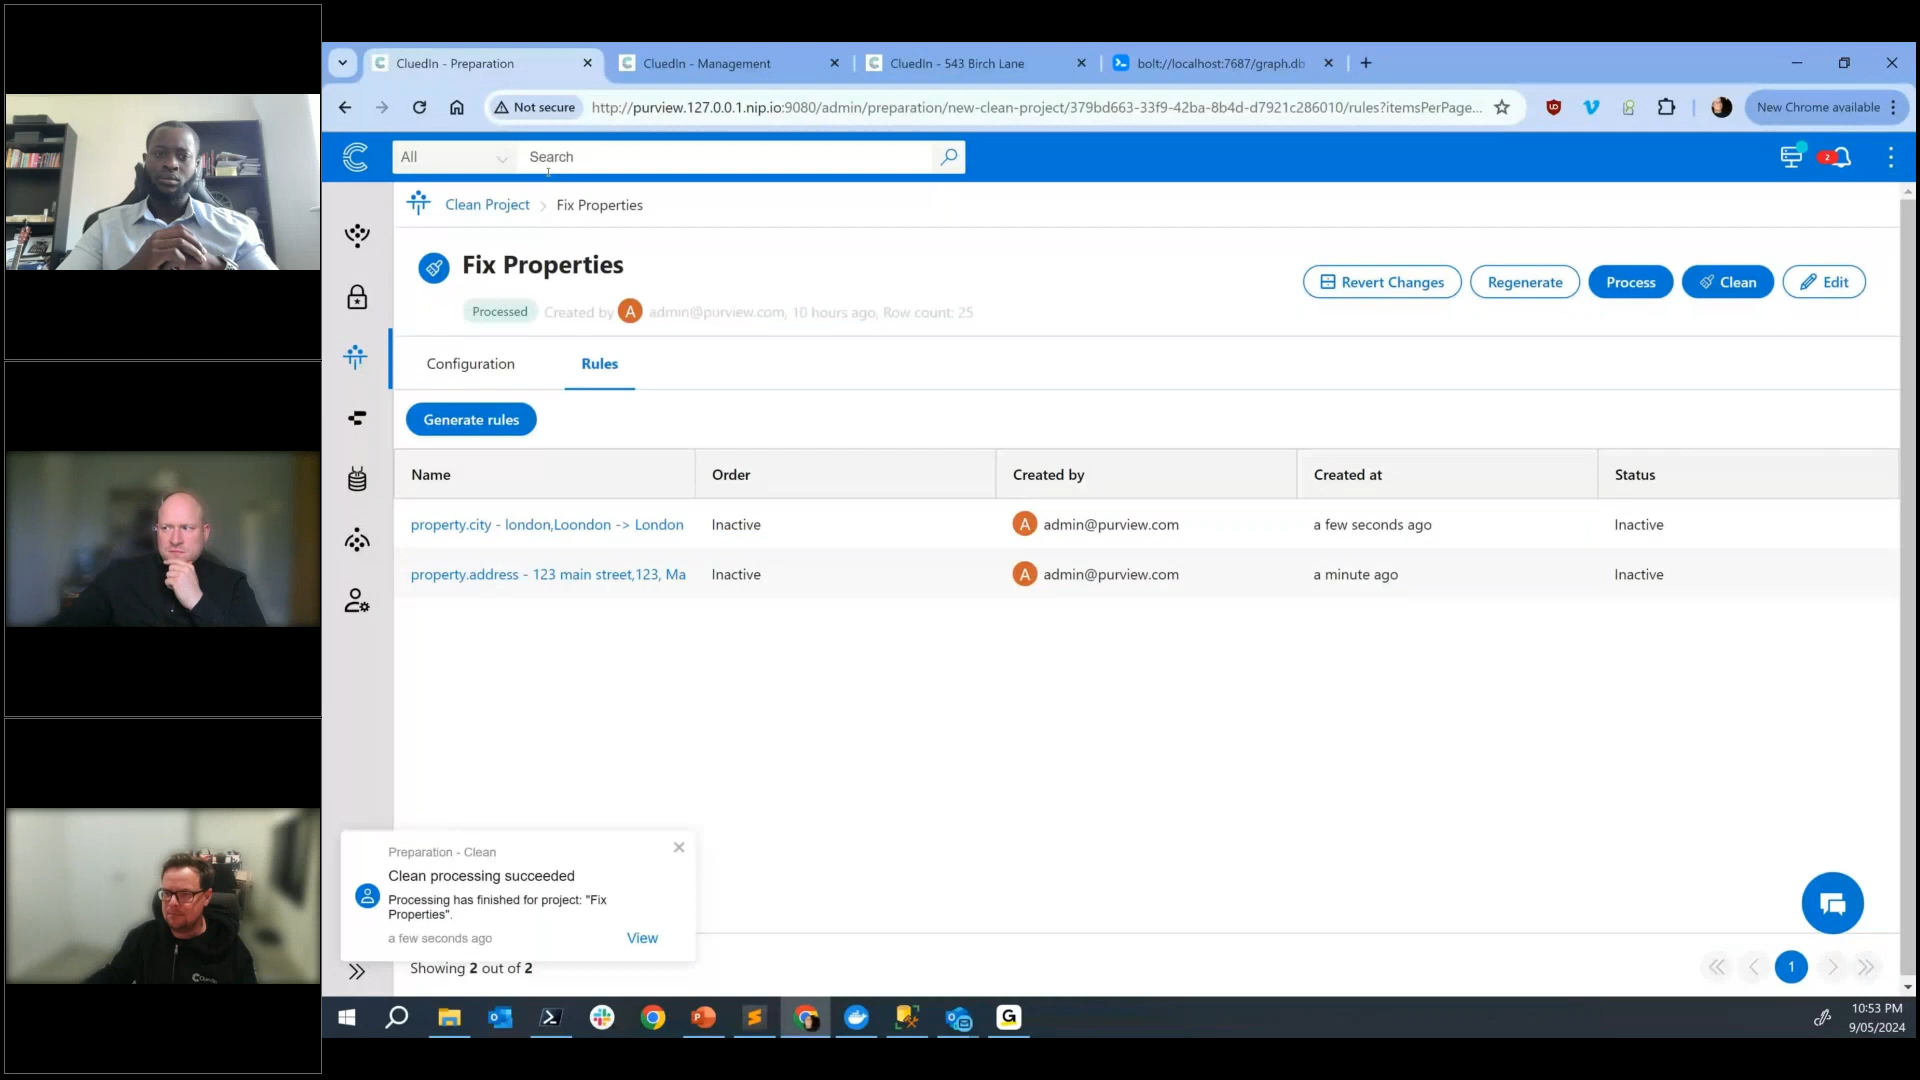 CluedIn - Preparation
CluedIn - Management
CluedIn - 543 Birch Lane
bolt://localhost:7687/graph.db
Not secure
http://purview.127.0.0.1.nip.io:9080/admin/preparation/new-clean-project/379bd663-33f9-42ba-8b4d-d7921c286010/rules?itemsPerPage...
New Chrome available
All
Search
2
Clean Project > Fix Properties
Fix Properties
Processed
Created by A admin@purview.com, 10 hours ago, Row count: 25
Revert Changes
Regenerate
Process
Clean
Edit
Configuration
Rules
Generate rules
Name Order Created by Created at Status
property.city - london,Loondon -> London Inactive A admin@purview.com a few seconds ago Inactive
property.address - 123 main street,123, Ma Inactive A admin@purview.com a minute ago Inactive
Preparation - Clean
Clean processing succeeded
Processing has finished for project: "Fix
Properties".
a few seconds ago
View
Showing 2 out of 2
1
10:53 PM
9/05/2024